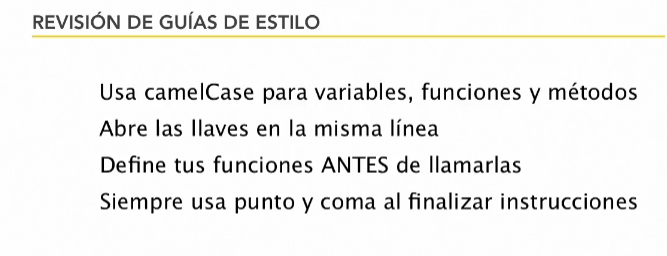 REVISIÓN DE GUÍAS DE ESTILO
Usa camelCase para variables, funciones y métodos
Abre las llaves en la misma línea
Define tus funciones ANTES de llamarlas
Siempre usa punto y coma al finalizar instrucciones